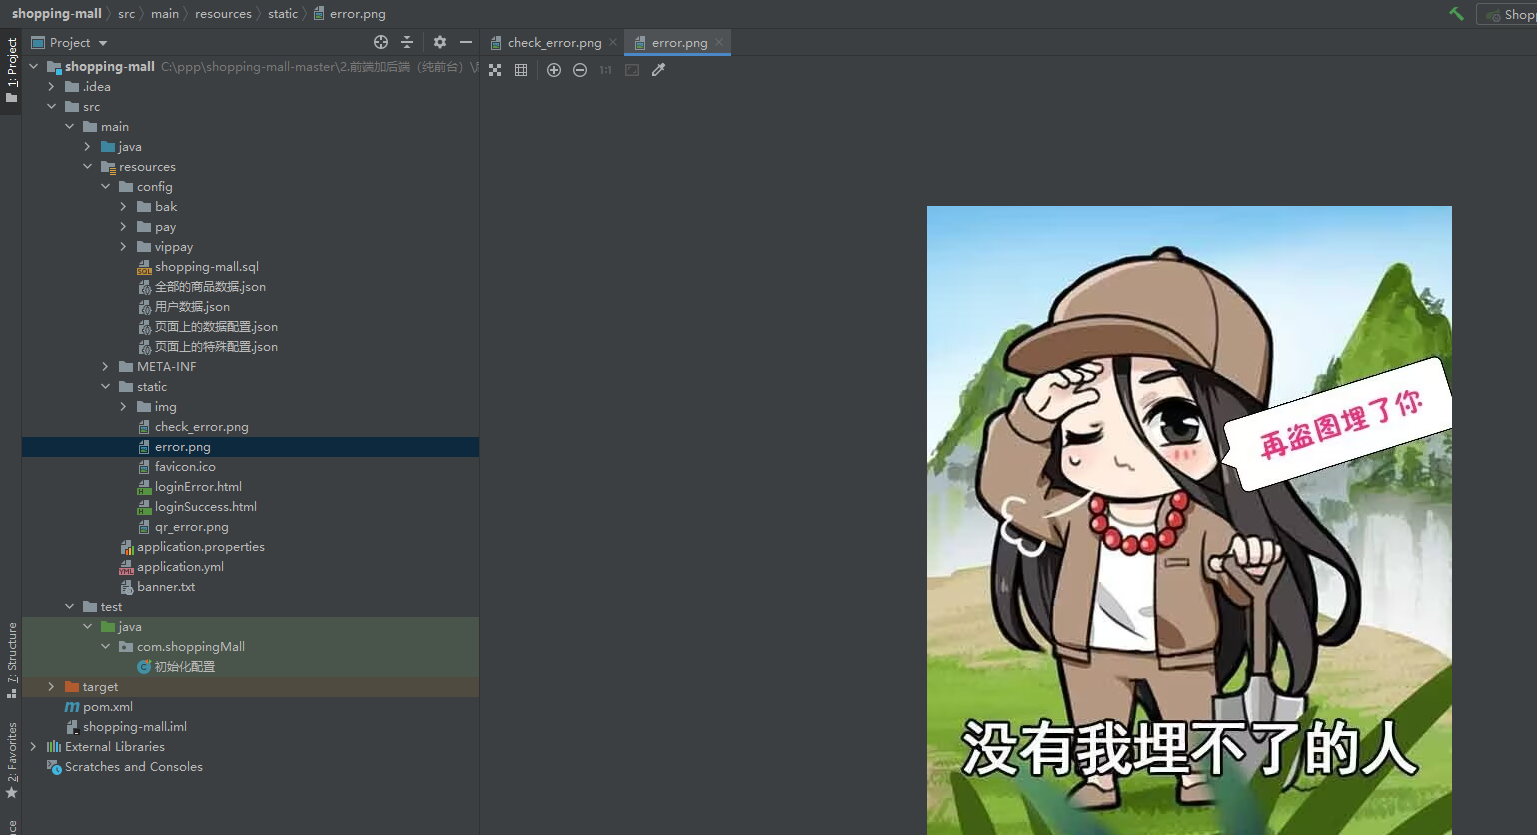 shopping-mall src main resources static error.png
Shopp
1: Project
Project
check_error.png
error.png
1:1
shopping-mall C:\ppp\shopping-mall-master\2.前端加后端（纯前台）\
.idea
src
main
java
resources
config
bak
pay
vippay
shopping-mall.sql
全部的商品数据.json
用户数据.json
页面上的数据配置.json
页面上的特殊配置.json
META-INF
static
img
check_error.png
error.png
favicon.ico
loginError.html
loginSuccess.html
qr_error.png
application.properties
application.yml
banner.txt
test
java
com.shoppingMall
初始化配置
target
pom.xml
shopping-mall.iml
External Libraries
Scratches and Consoles
7: Structure
2: Favorites
再盗图埋了你
没有我埋不了的人